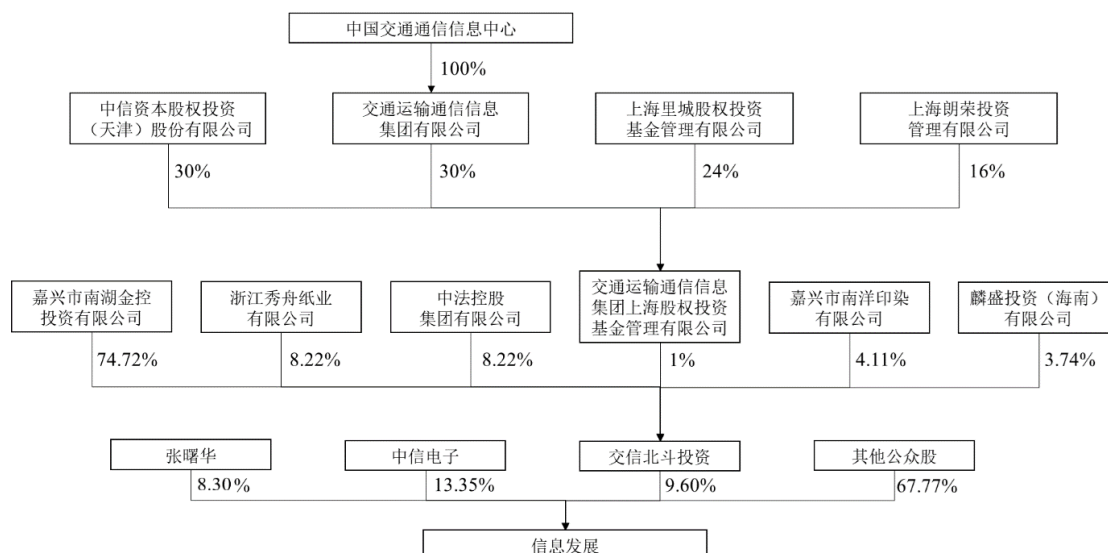 中国交通通信信息中心
100%
中信资本股权投资
（天津）股份有限公司
交通运输通信信息
集团有限公司
上海里城股权投资
基金管理有限公司
上海朗荣投资
管理有限公司
30%
30%
24%
16%
嘉兴市南湖金控
投资有限公司
浙江秀舟纸业
有限公司
中法控股
集团有限公司
交通运输通信信息
集团上海股权投资
基金管理有限公司
嘉兴市南洋印染
有限公司
麟盛投资（海南）
有限公司
74.72%
8.22%
8.22%
1%
4.11%
3.74%
张曙华
中信电子
交信北斗投资
其他公众股
8.30%
13.35%
9.60%
67.77%
信息发展